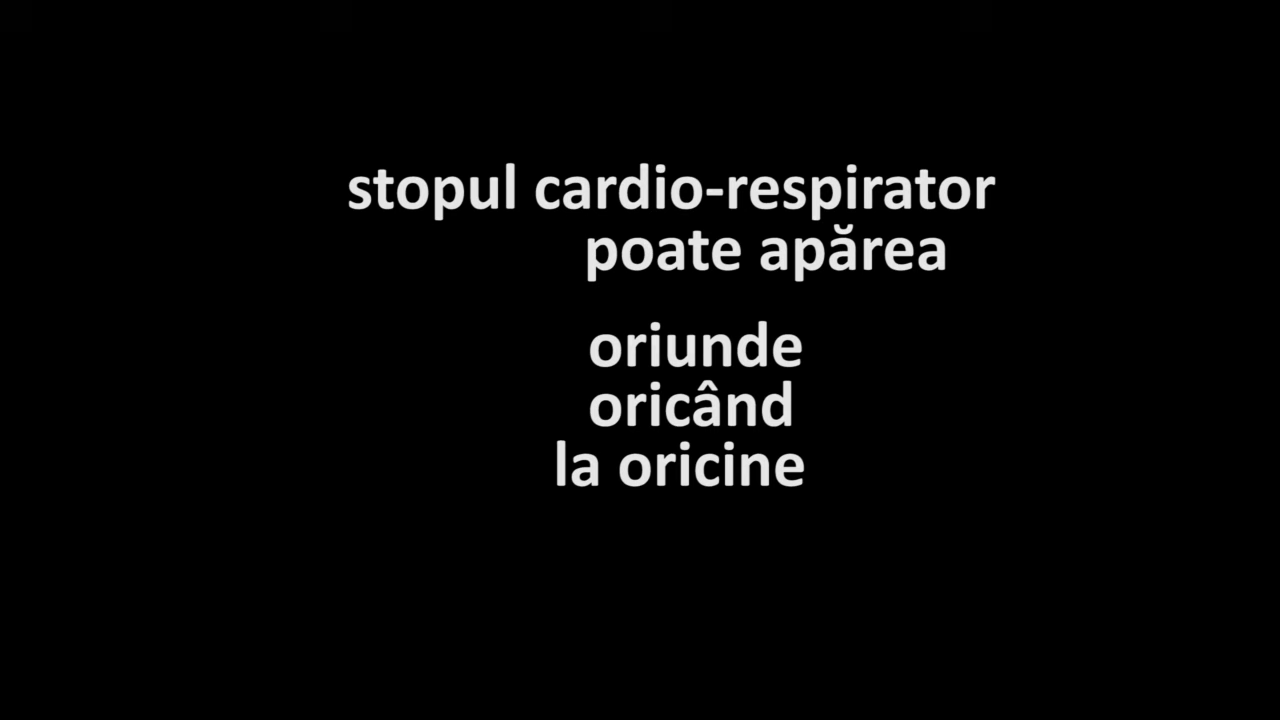 stopul cardio-respirator
poate apărea
oriunde
oricând
la oricine